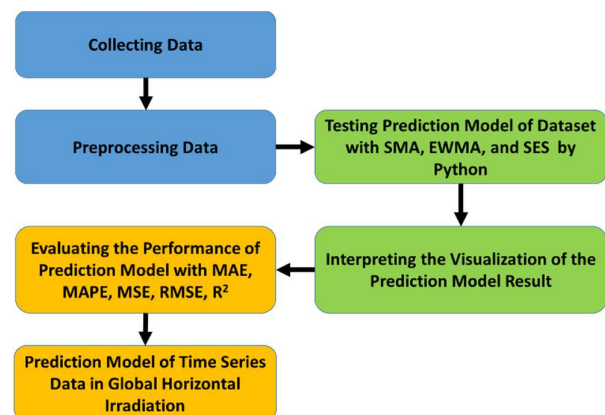 Collecting Data
Preprocessing Data
Testing Prediction Model of Dataset
with SMA, EWMA, and SES by
Python
Interpreting the Visualization of the
Prediction Model Result
Evaluating the Performance of
Prediction Model with MAE,
MAPE, MSE, RMSE, R²
Prediction Model of Time Series
Data in Global Horizontal
Irradiation